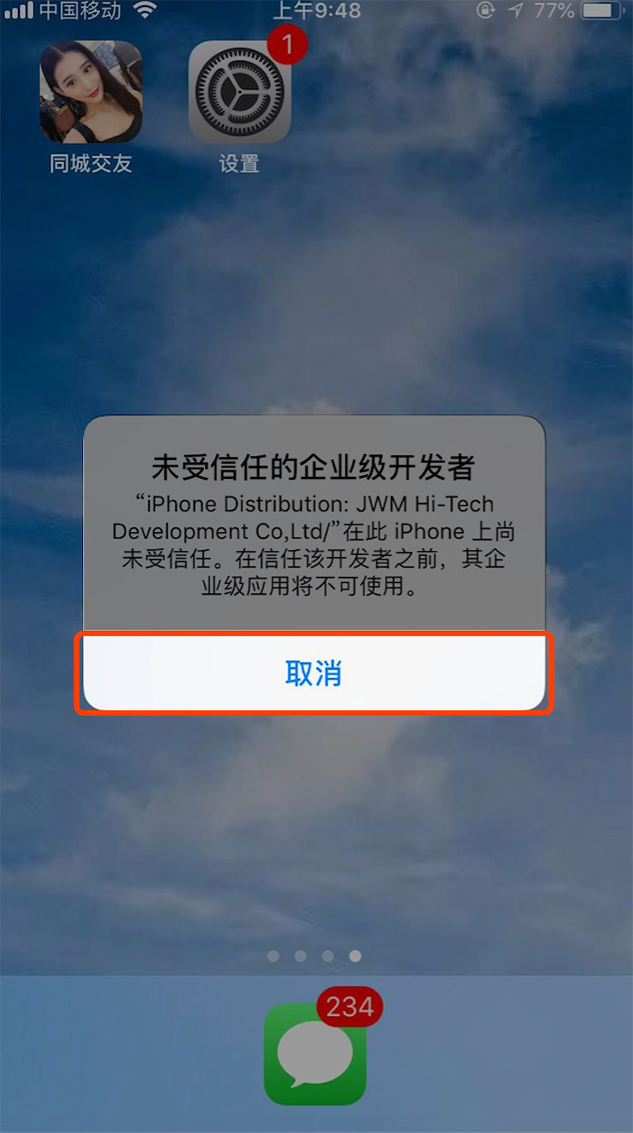 中国移动
上午9:48
77%
1
同城交友
设置
未受信任的企业级开发者
“iPhone Distribution: JWM Hi-Tech
Development Co,Ltd/”在此 iPhone 上尚
未受信任。在信任该开发者之前，其企
业级应用将不可使用。
取消
234